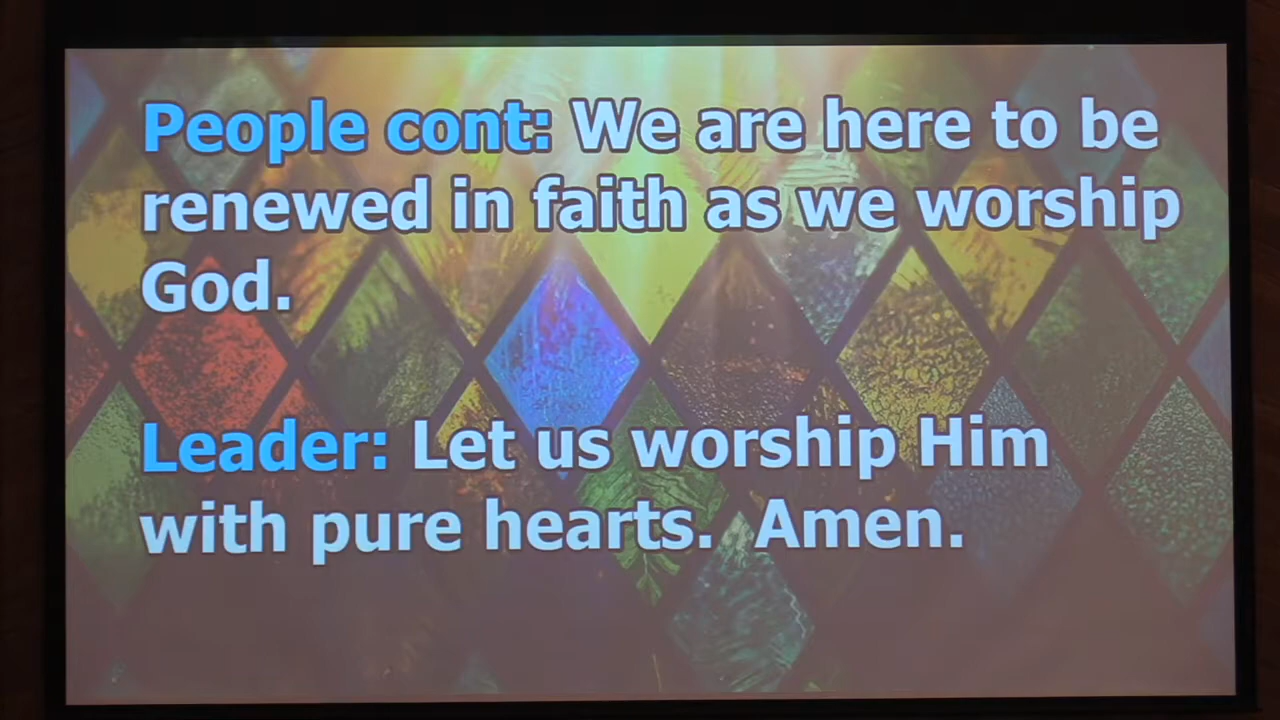 People cont: We are here to be
renewed in faith as we worship
God.
Leader: Let us worship Him
with pure hearts.  Amen.